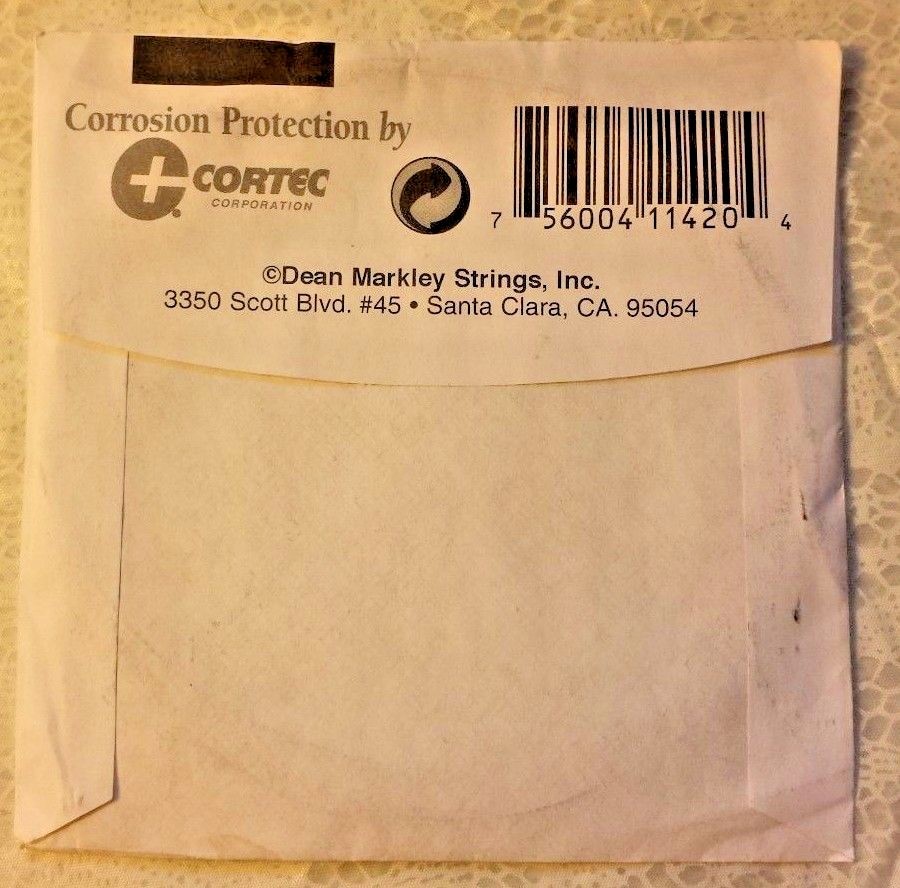 Corrosion Protection by
CORTEC
CORPORATION
7 56004 11420 4
©Dean Markley Strings, Inc.
3350 Scott Blvd. #45 • Santa Clara, CA. 95054